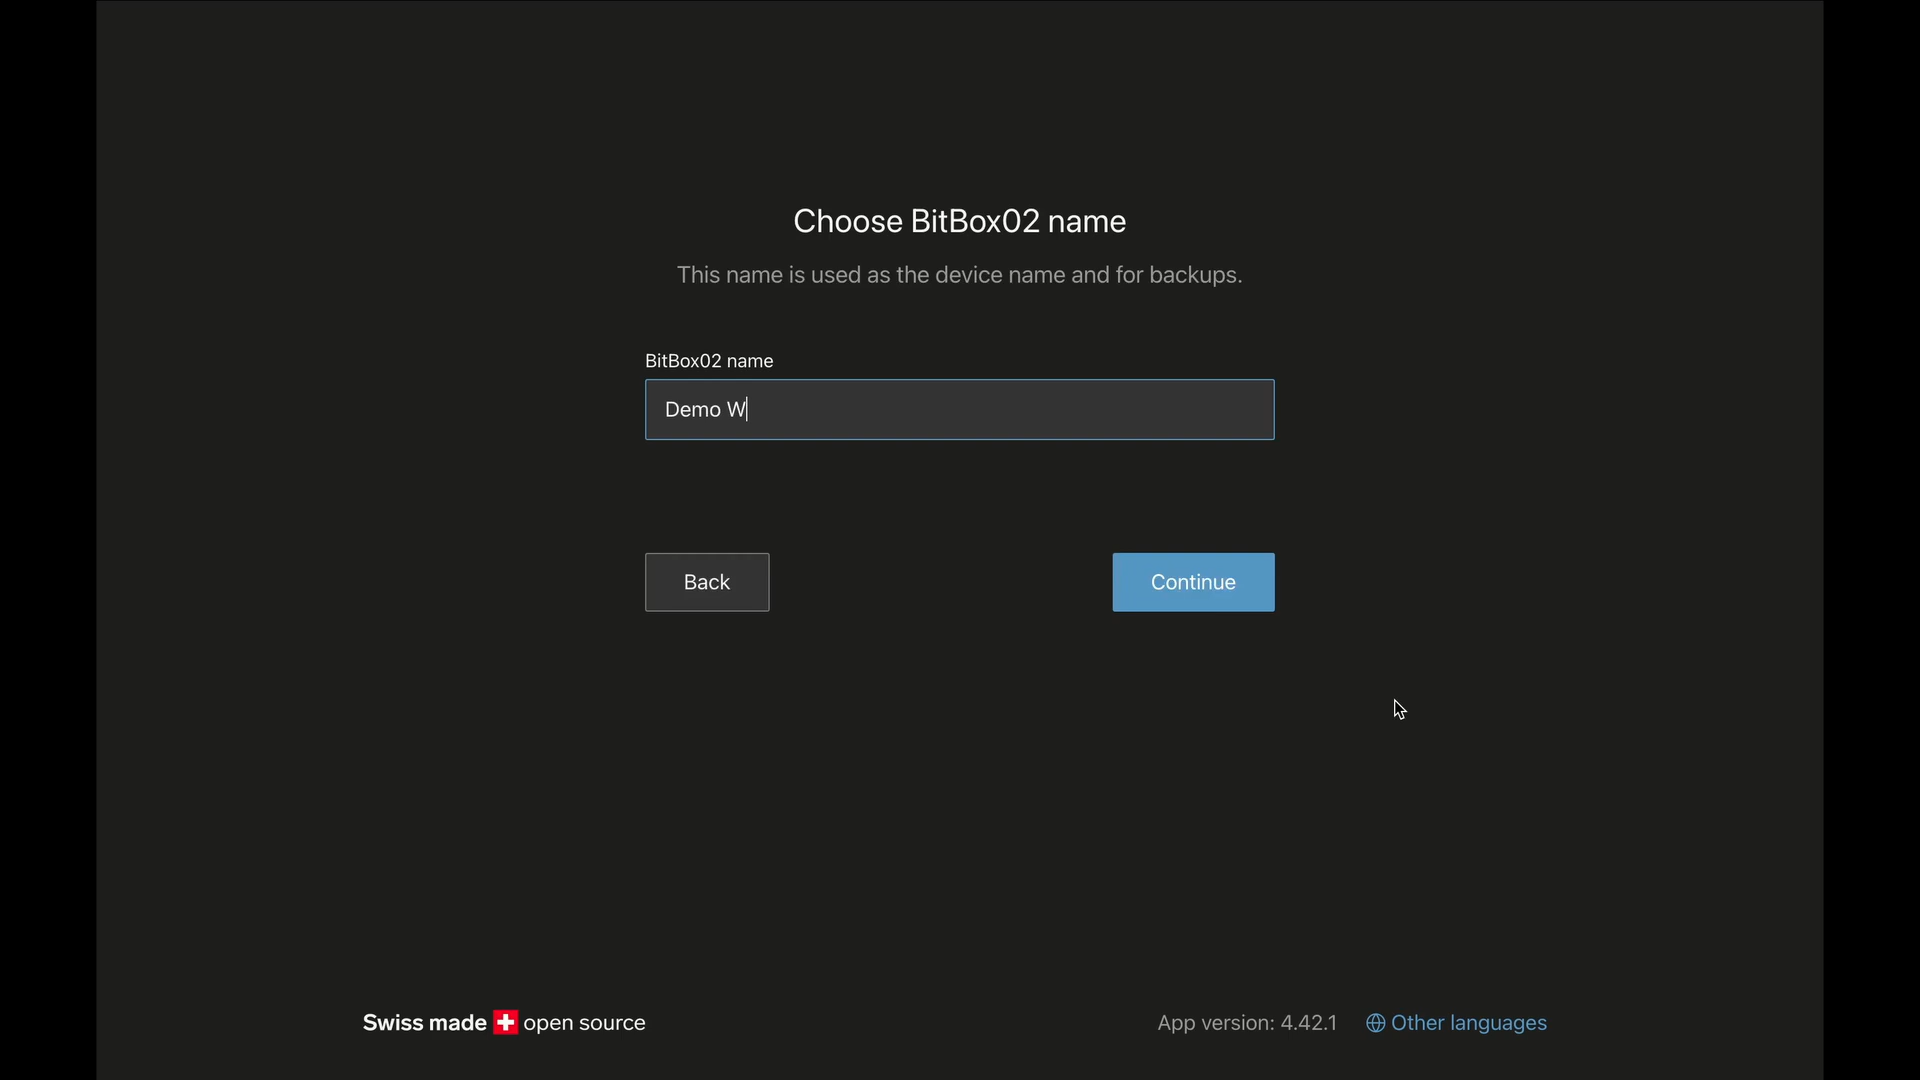 Choose BitBox02 name
This name is used as the device name and for backups.
BitBox02 name
Demo W
Back
Continue
Swiss made open source
App version: 4.42.1
Other languages